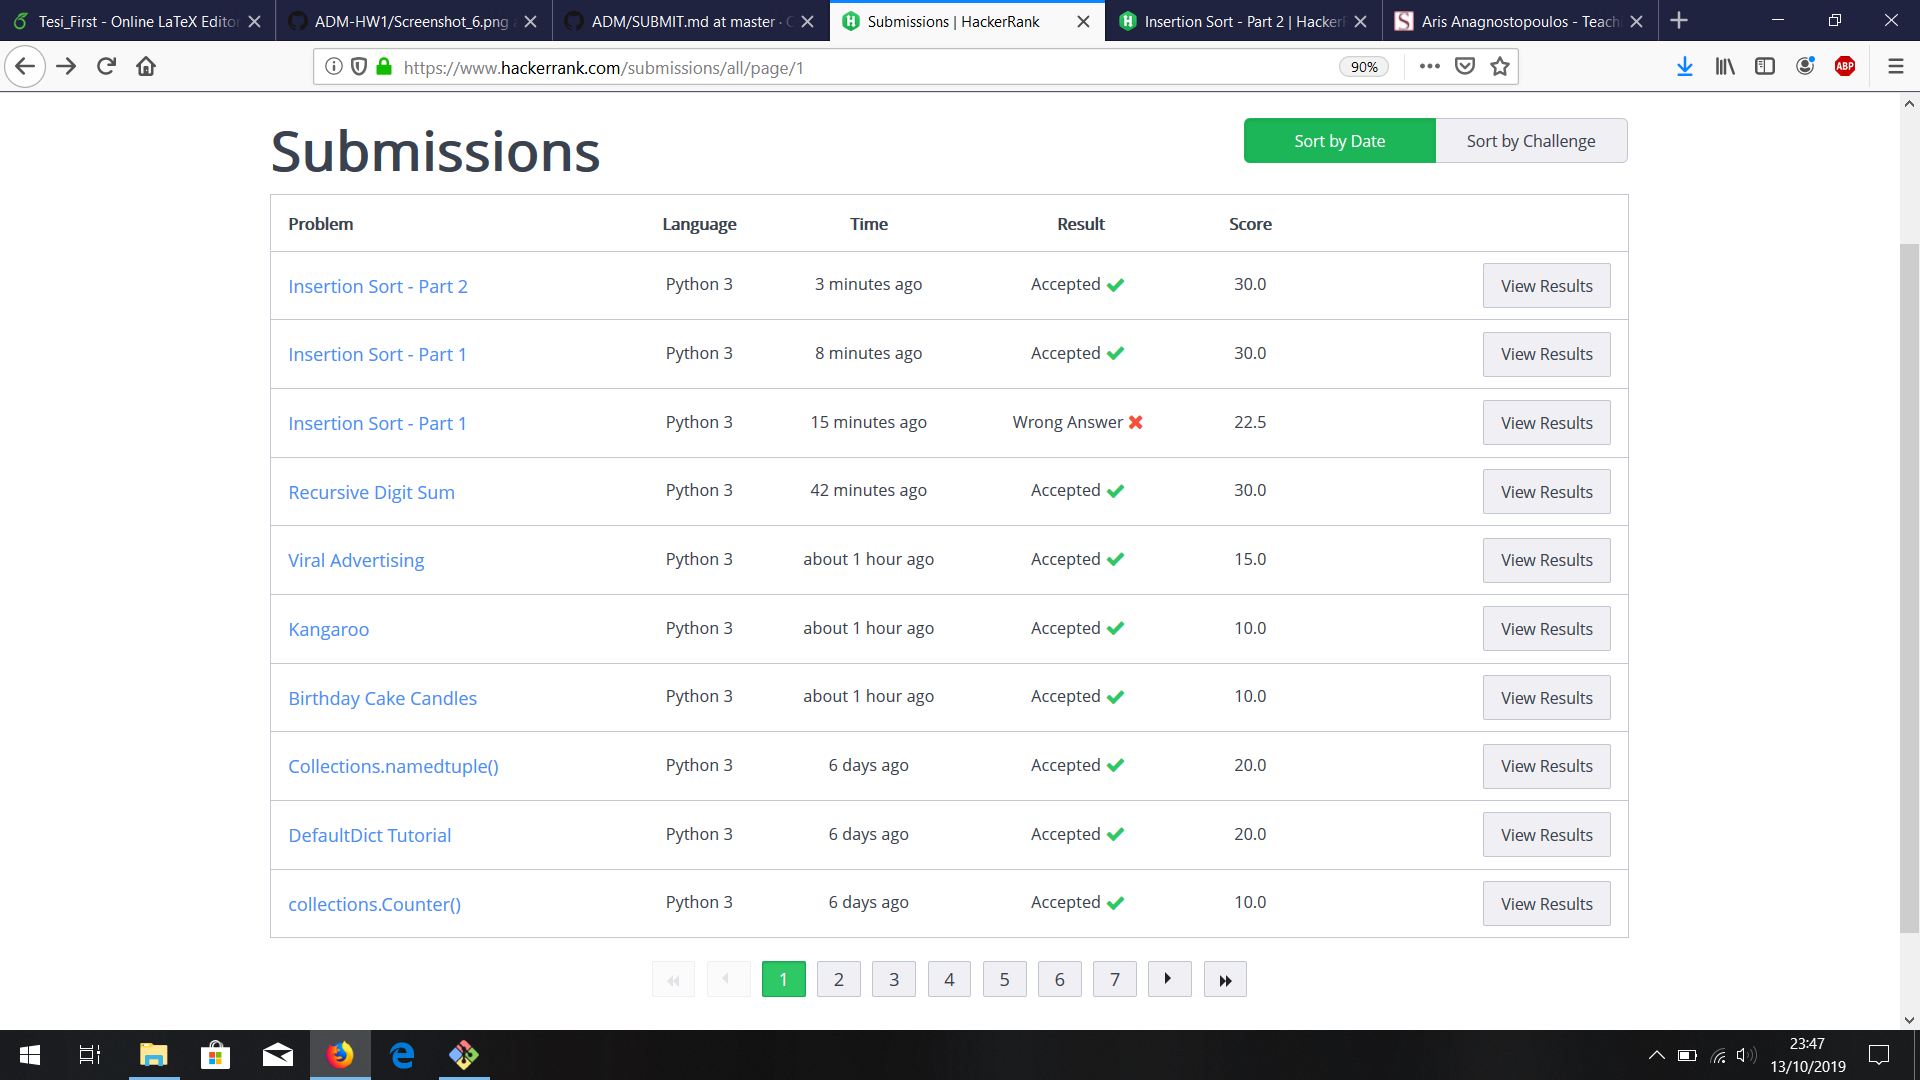 Tesi_First - Online LaTeX Editor
ADM-HW1/Screenshot_6.png a
ADM/SUBMIT.md at master ·
Submissions | HackerRank
Insertion Sort - Part 2 | Hacker
Aris Anagnostopoulos - Teach
https://www.hackerrank.com/submissions/all/page/1
90%
ABP
Submissions
Sort by Date
Sort by Challenge
Problem Language Time Result Score
Insertion Sort - Part 2 Python 3 3 minutes ago Accepted 30.0 View Results
Insertion Sort - Part 1 Python 3 8 minutes ago Accepted 30.0 View Results
Insertion Sort - Part 1 Python 3 15 minutes ago Wrong Answer 22.5 View Results
Recursive Digit Sum Python 3 42 minutes ago Accepted 30.0 View Results
Viral Advertising Python 3 about 1 hour ago Accepted 15.0 View Results
Kangaroo Python 3 about 1 hour ago Accepted 10.0 View Results
Birthday Cake Candles Python 3 about 1 hour ago Accepted 10.0 View Results
Collections.namedtuple() Python 3 6 days ago Accepted 20.0 View Results
DefaultDict Tutorial Python 3 6 days ago Accepted 20.0 View Results
collections.Counter() Python 3 6 days ago Accepted 10.0 View Results
1 2 3 4 5 6 7
23:47
13/10/2019